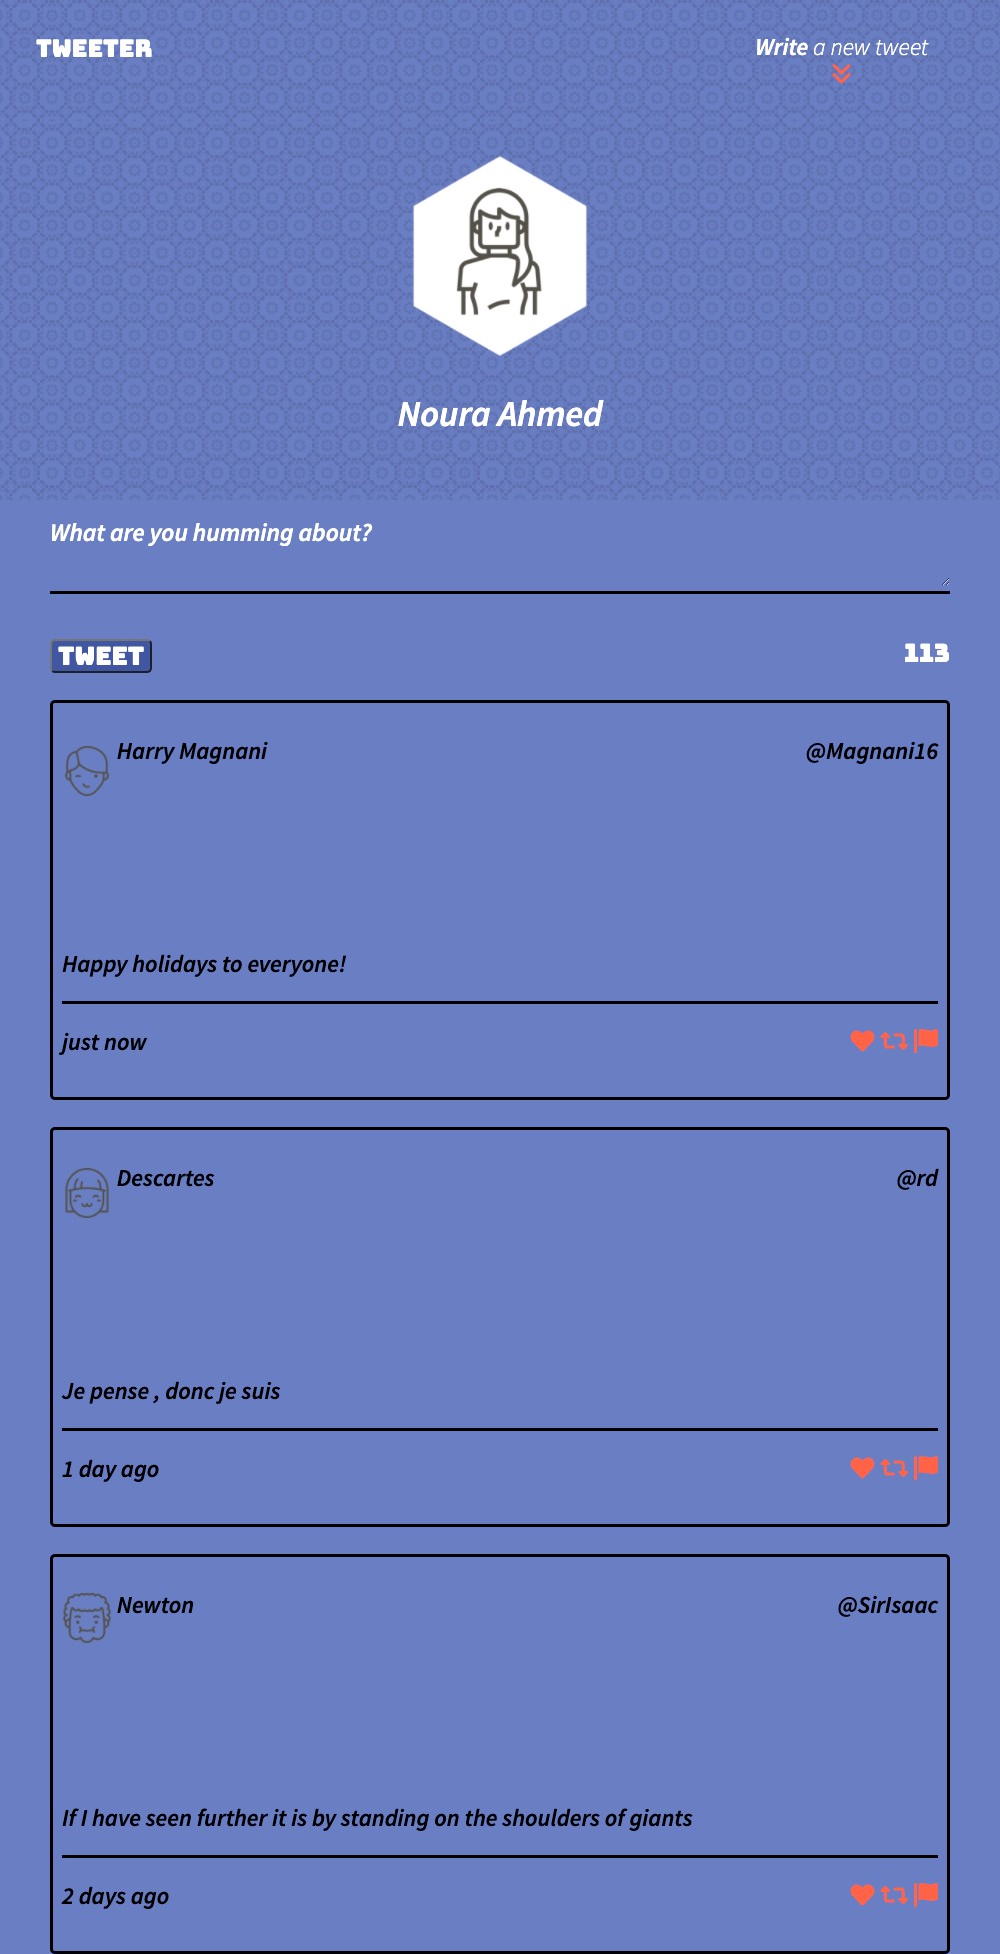 TWEETER
Write a new tweet
Noura Ahmed
What are you humming about?
TWEET
113
Harry Magnani
@Magnani16
Happy holidays to everyone!
just now
Descartes
@rd
Je pense , donc je suis
1 day ago
Newton
@SirIsaac
If I have seen further it is by standing on the shoulders of giants
2 days ago